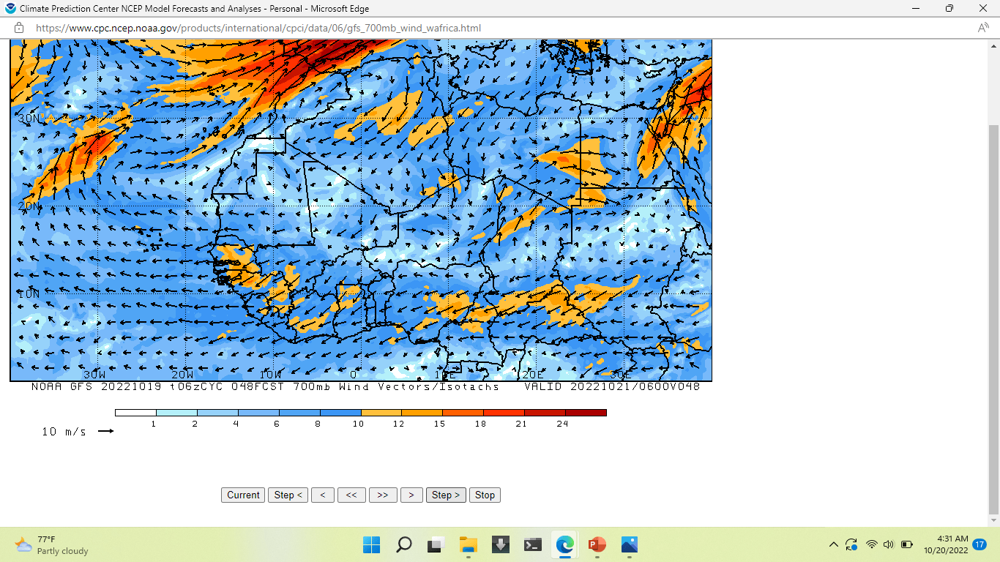 Climate Prediction Center NCEP Model Forecasts and Analyses - Personal - Microsoft Edge
https://www.cpc.ncep.noaa.gov/products/international/cpci/data/06/gfs_700mb_wind_wafrica.html
30N
20N
10N
30W 20W 10W 0 10E 20E 30E
NOAA GFS 20221019 t06zCYC 048FCST 700mb Wind Vectors/Isotachs VALID 20221021/0600V048
1 2 4 6 8 10 12 15 18 21 24
10 m/s
Current Step < < << >> > Step > Stop
77°F
Partly cloudy
4:31 AM
10/20/2022
17